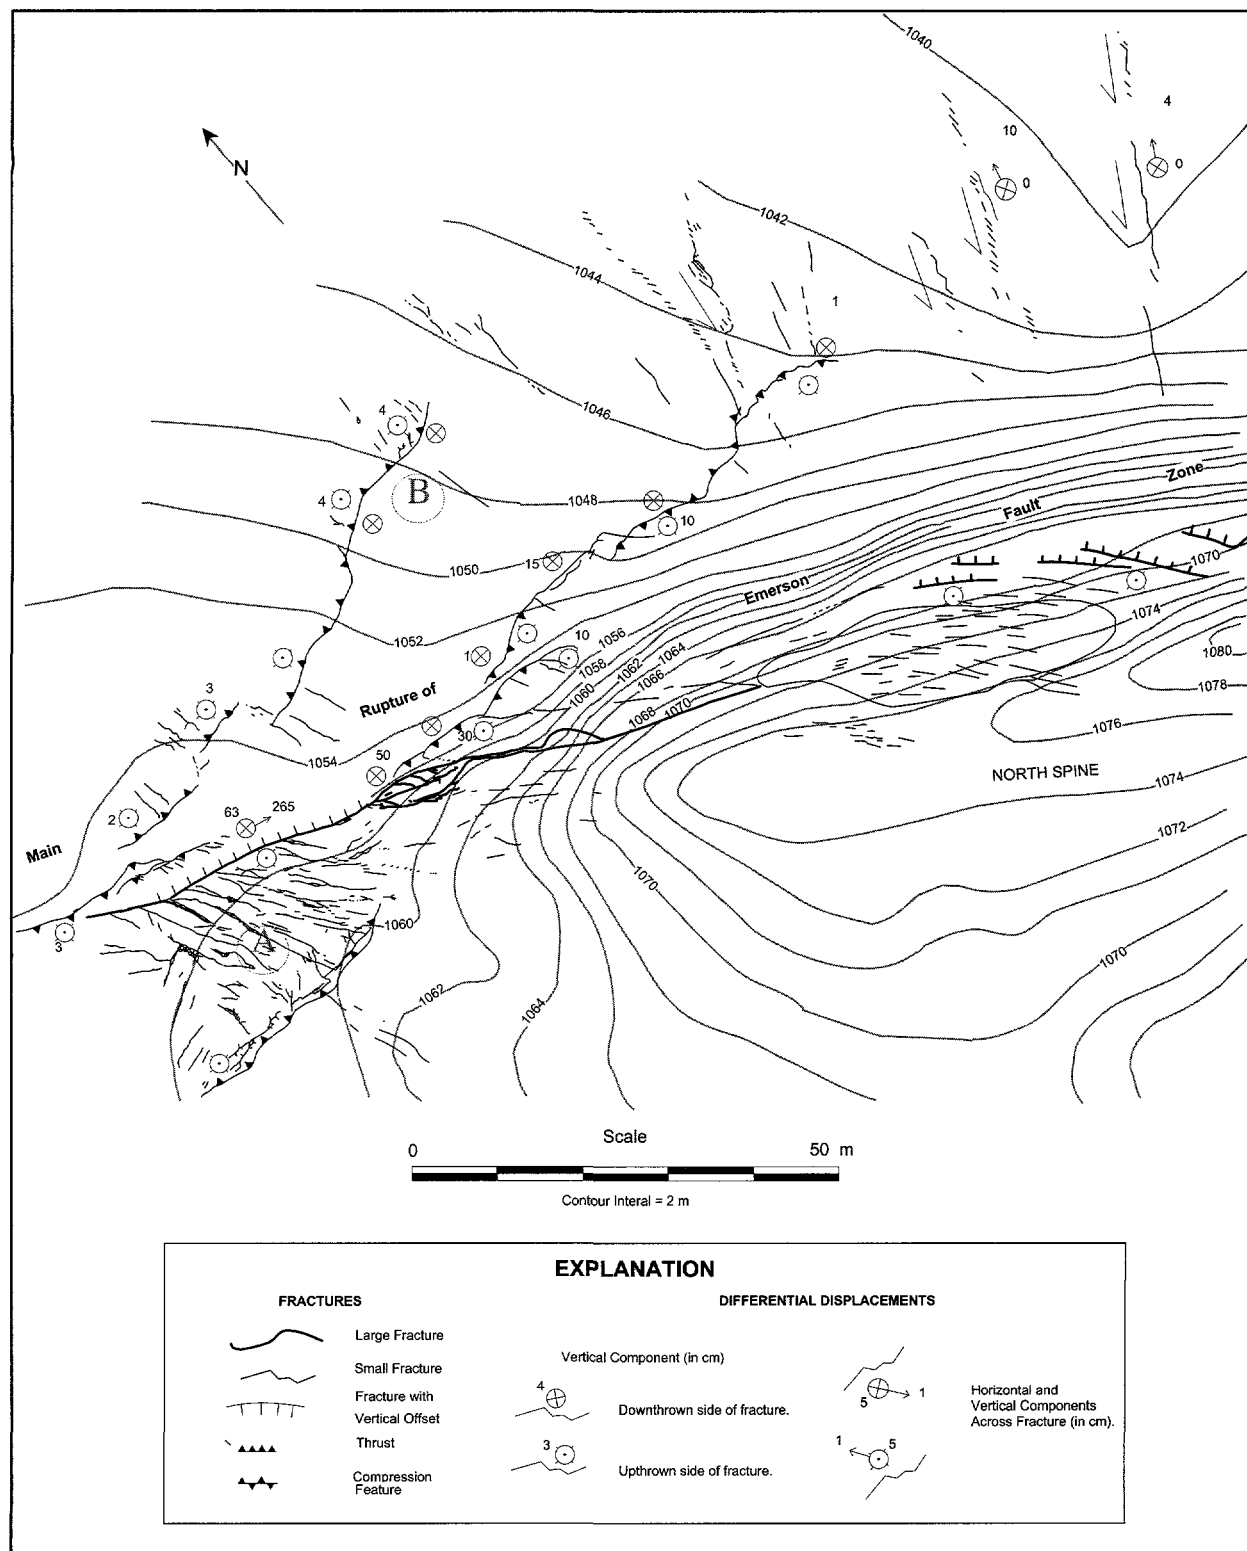 1040
4
10
0
0
N
1042
1044
1
1046
4
B
4
1048
Zone
Fault
10
15
1050
1070
Emerson
1074
1052
10
1056
1
1058
1064
1062
1080
1060
1066
1078
3
Rupture of
1068
1070
1076
30
1054
50
NORTH SPINE
1074
63
265
2
1072
Main
1070
1060
A
3
1070
1062
1064
Scale
0 50 m
Contour Interal = 2 m
EXPLANATION
FRACTURES
DIFFERENTIAL DISPLACEMENTS
Large Fracture
Small Fracture
Fracture with
Vertical Offset
Thrust
Compression
Feature
Vertical Component (in cm)
4
Downthrown side of fracture.
3
Upthrown side of fracture.
5
1
1
5
Horizontal and
Vertical Components
Across Fracture (in cm).